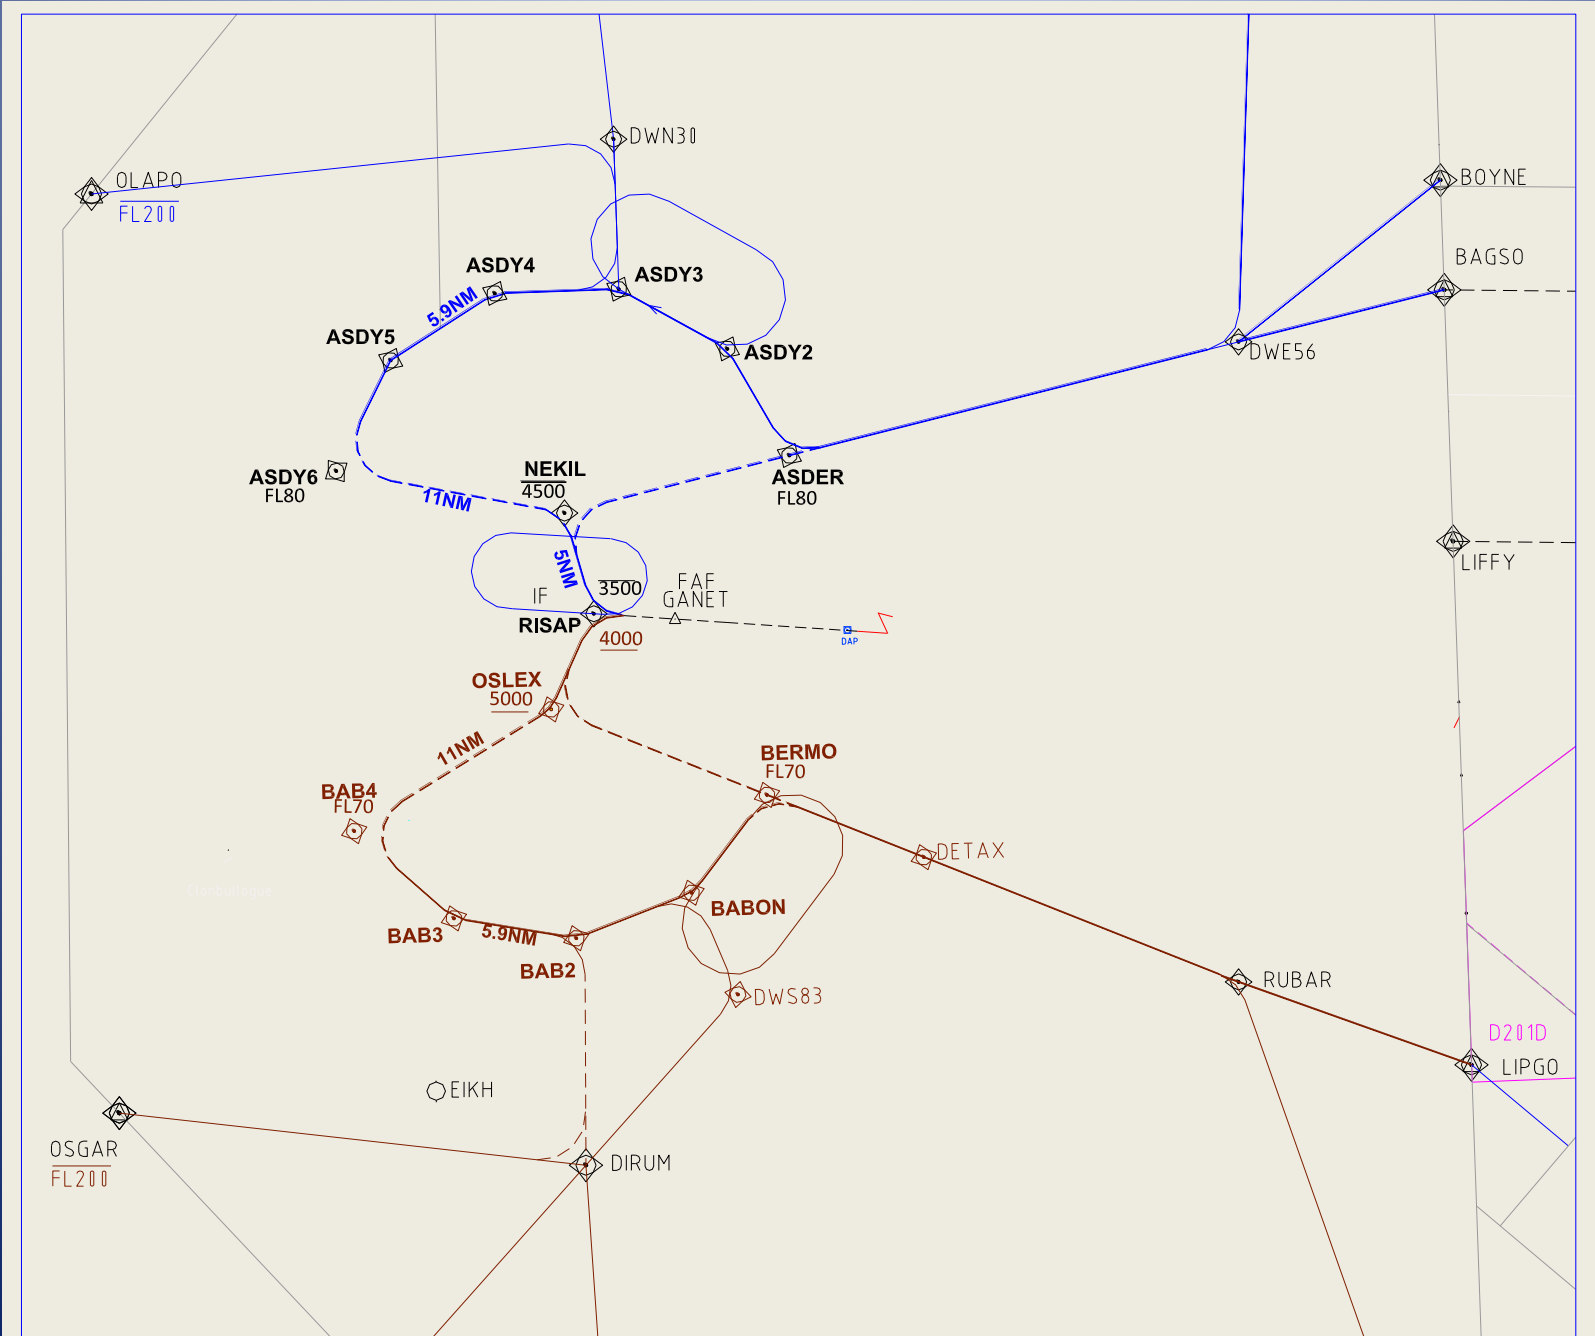 DWN30
OLAPO
FL200
BOYNE
BAGSO
ASDY4
ASDY3
5.9NM
ASDY5
ASDY2
DWE56
ASDY6
FL80
NEKIL
4500
11NM
ASDER
FL80
LIFFY
5NM
3500
IF
FAF
GANET
RISAP
4000
DAP
OSLEX
5000
11NM
BERMO
FL70
BAB4
FL70
DETAX
BABON
BAB3
5.9NM
BAB2
DWS83
RUBAR
D201D
LIPGO
EIKH
OSGAR
FL200
DIRUM